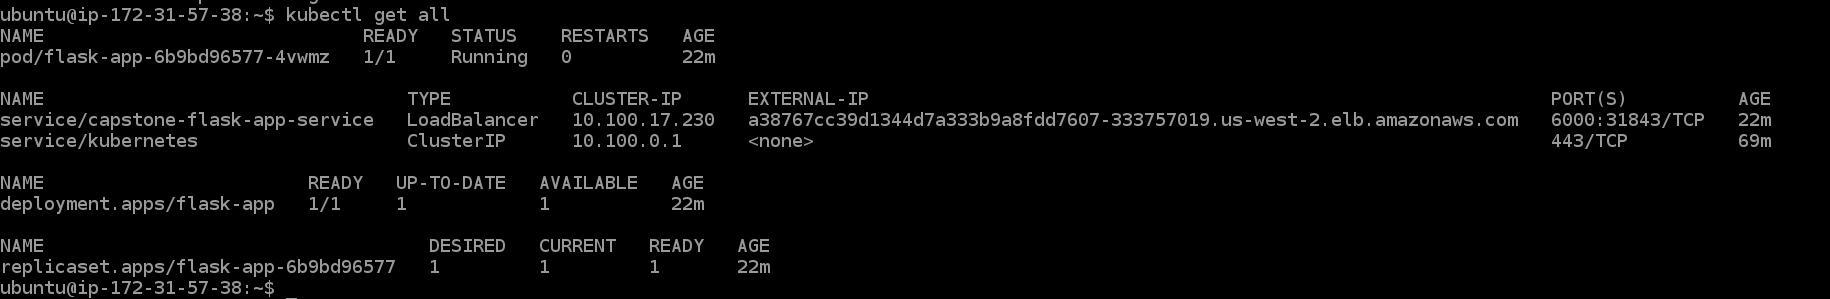 ubuntu@ip-172-31-57-38:~$ kubectl get all
NAME                             READY   STATUS    RESTARTS   AGE
pod/flask-app-6b9bd96577-4vwmz   1/1     Running   0          22m

NAME                                 TYPE           CLUSTER-IP      EXTERNAL-IP                                                              PORT(S)          AGE
service/capstone-flask-app-service   LoadBalancer   10.100.17.230   a38767cc39d1344d7a333b9a8fdd7607-333757019.us-west-2.elb.amazonaws.com   6000:31843/TCP   22m
service/kubernetes                   ClusterIP      10.100.0.1      <none>                                                                   443/TCP          69m

NAME                        READY   UP-TO-DATE   AVAILABLE   AGE
deployment.apps/flask-app   1/1     1            1           22m

NAME                                   DESIRED   CURRENT   READY   AGE
replicaset.apps/flask-app-6b9bd96577   1         1         1       22m
ubuntu@ip-172-31-57-38:~$